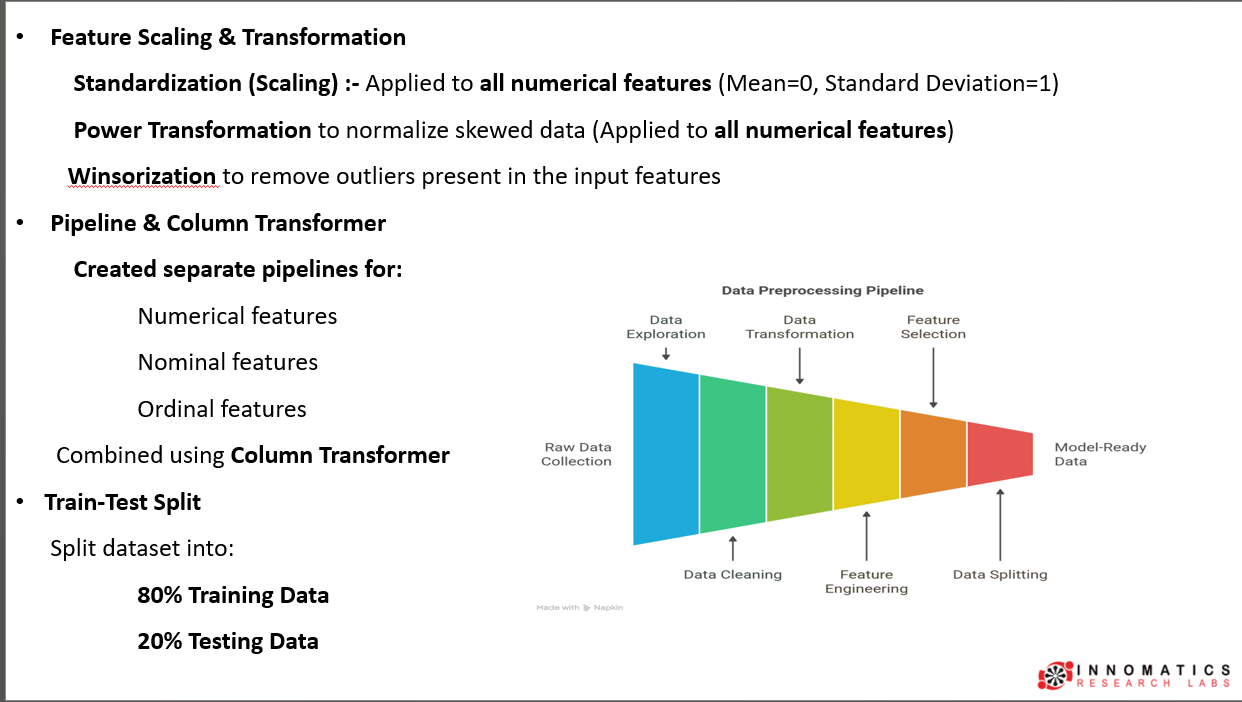 • Feature Scaling & Transformation
Standardization (Scaling) :- Applied to all numerical features (Mean=0, Standard Deviation=1)
Power Transformation to normalize skewed data (Applied to all numerical features)
Winsorization to remove outliers present in the input features
• Pipeline & Column Transformer
Created separate pipelines for:
Numerical features
Nominal features
Ordinal features
Combined using Column Transformer
• Train-Test Split
Split dataset into:
80% Training Data
20% Testing Data
Data Preprocessing Pipeline
Data
Exploration
Data
Transformation
Feature
Selection
Raw Data
Collection
Model-Ready
Data
Data Cleaning
Feature
Engineering
Data Splitting
Made with Napkin
INNOMATICS
RESEARCH LABS